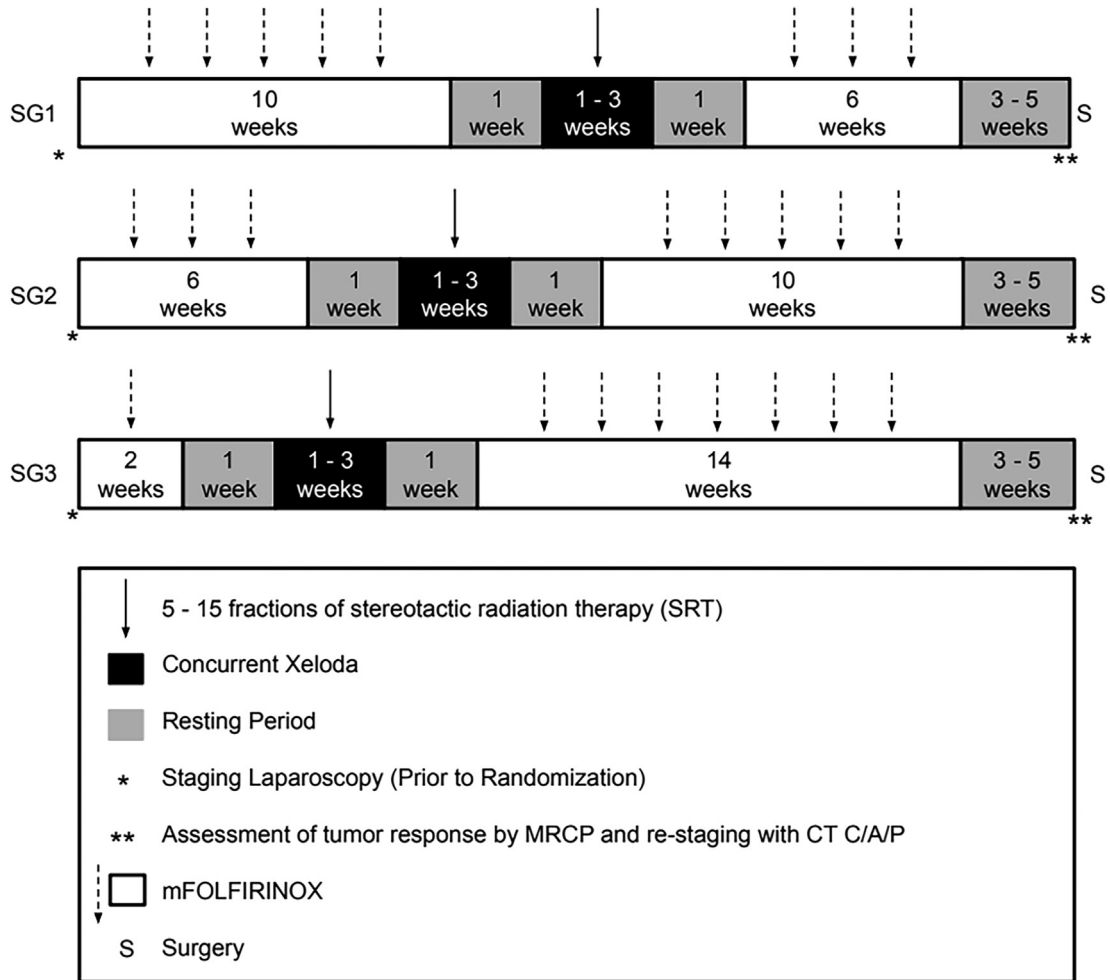 SG1
10
weeks
1
week
1 - 3
weeks
1
week
6
weeks
3 - 5
weeks
S
*
**
SG2
6
weeks
1
week
1 - 3
weeks
1
week
10
weeks
3 - 5
weeks
S
*
**
SG3
2
weeks
1
week
1 - 3
weeks
1
week
14
weeks
3 - 5
weeks
S
*
**
5 - 15 fractions of stereotactic radiation therapy (SRT)
Concurrent Xeloda
Resting Period
* Staging Laparoscopy (Prior to Randomization)
** Assessment of tumor response by MRCP and re-staging with CT C/A/P
mFOLFIRINOX
S Surgery